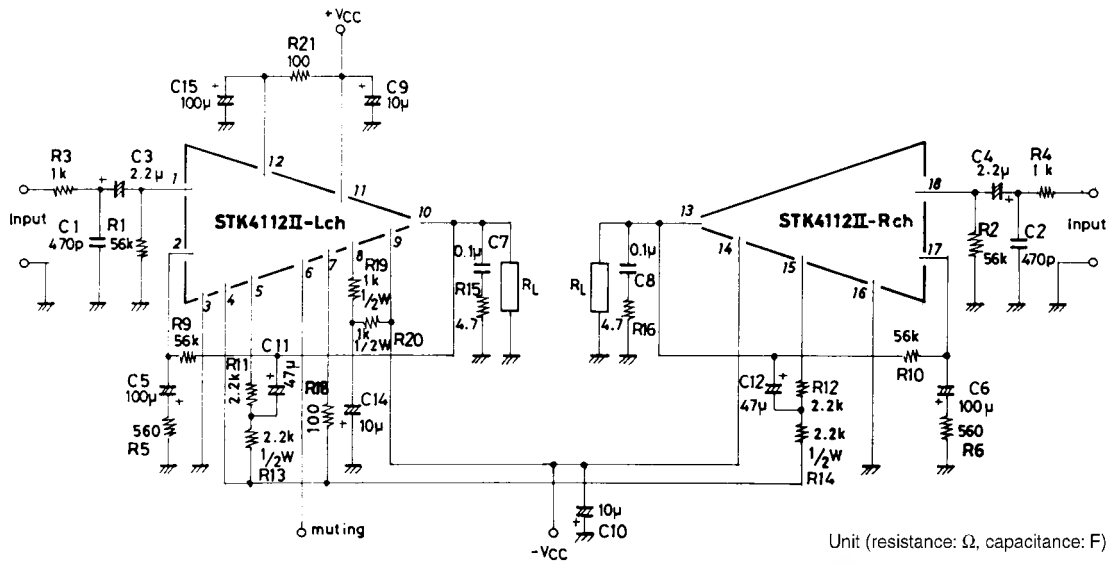 +VCC
R21
100
C15
100µ
C9
10µ
R3
1k
C3
2.2µ
1
12
11
STK4112II-Lch
10
Input
C1
470p
R1
56k
2
3
4
5
6
7
8
9
R19
1k
1/2W
1k
1/2W
R20
0.1µ
C7
R15
4.7
RL
R9
56k
C5
100µ
560
R5
R11
2.2k
C11
47µ
2.2k
1/2W
R13
R18
100
C14
10µ
muting
-VCC
10µ
C10
13
STK4112II-Rch
18
14
15
16
17
RL
0.1µ
C8
4.7
R16
C4
2.2µ
R4
1k
Input
R2
56k
C2
470p
56k
R10
C12
47µ
R12
2.2k
2.2k
1/2W
R14
C6
100µ
560
R6
Unit (resistance: Ω, capacitance: F)